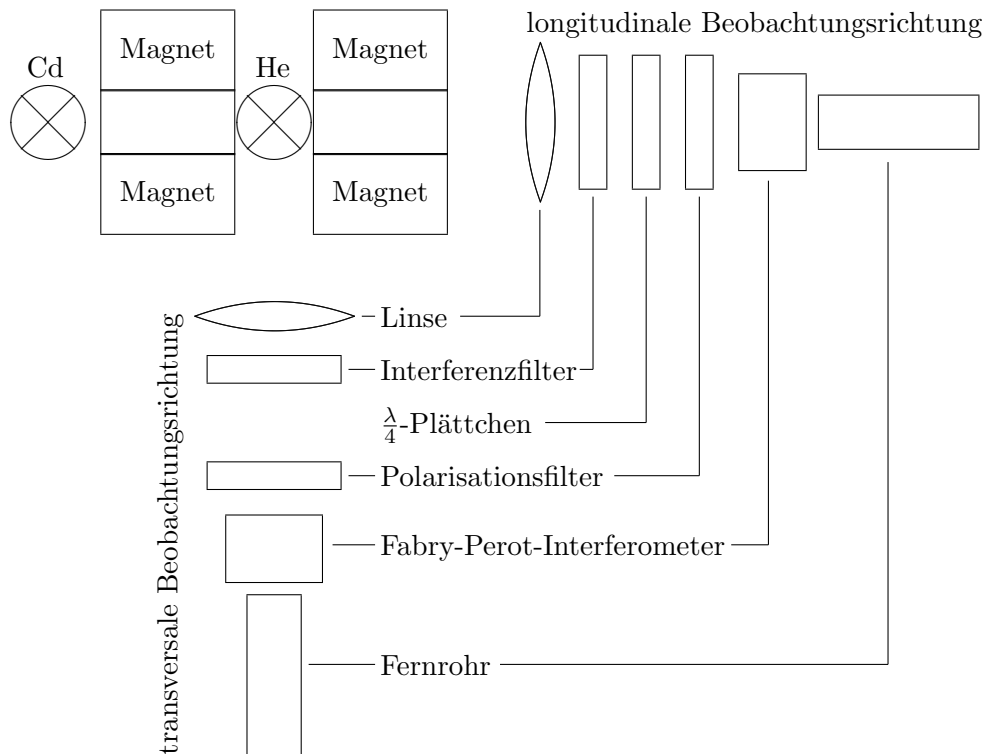 longitudinale Beobachtungsrichtung
Magnet
Magnet
Cd
He
Magnet
Magnet
transversale Beobachtungsrichtung
Linse
Interferenzfilter
λ/4-Plättchen
Polarisationsfilter
Fabry-Perot-Interferometer
Fernrohr